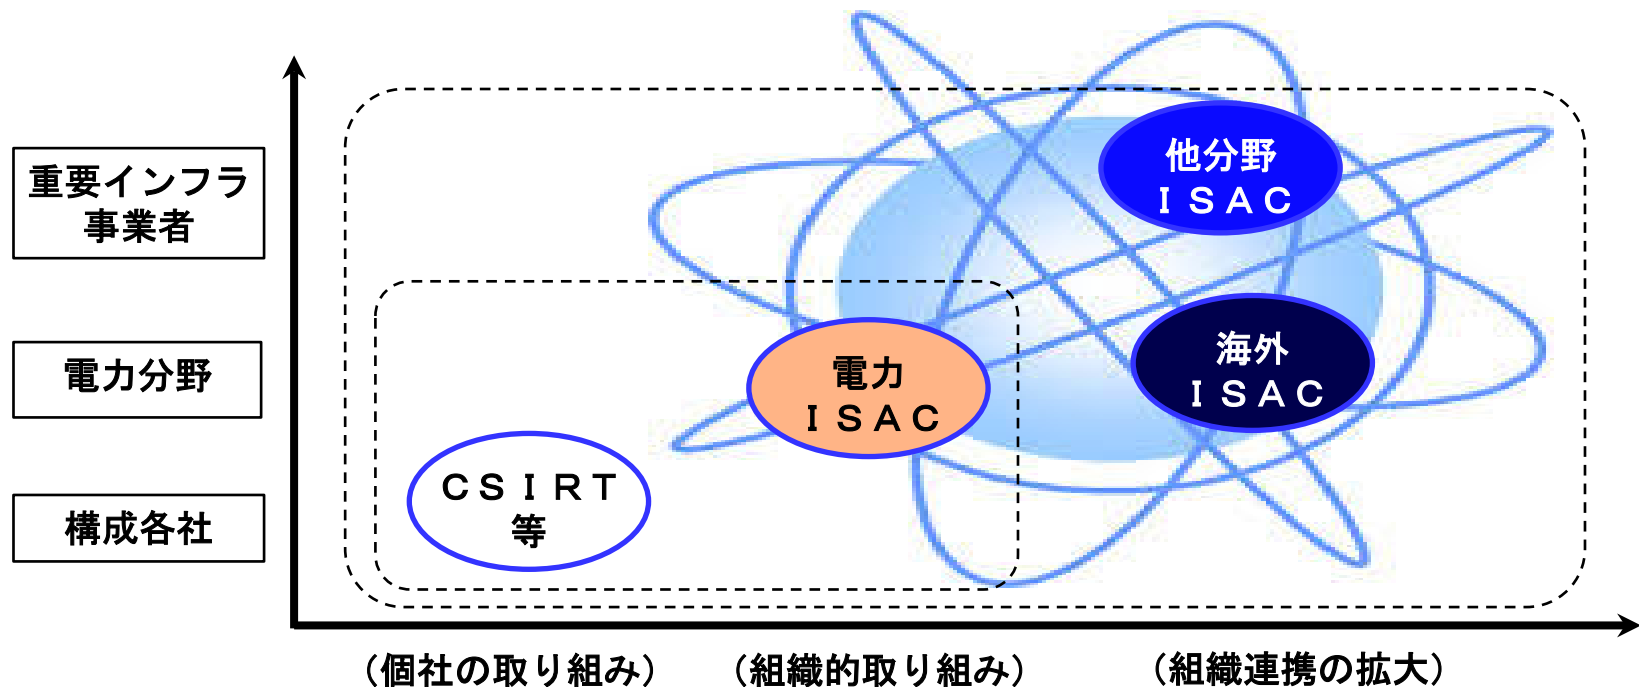 重要インフラ
事業者
電力分野
構成各社
他分野
ＩＳＡＣ
海外
ＩＳＡＣ
電力
ＩＳＡＣ
ＣＳＩＲＴ
等
（個社の取り組み）
（組織的取り組み）
（組織連携の拡大）